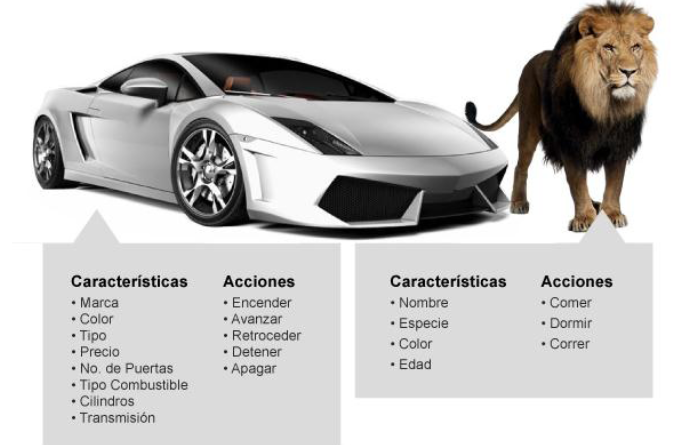 Características
• Marca
• Color
• Tipo
• Precio
• No. de Puertas
• Tipo Combustible
• Cilindros
• Transmisión
Acciones
• Encender
• Avanzar
• Retroceder
• Detener
• Apagar
Características
• Nombre
• Especie
• Color
• Edad
Acciones
• Comer
• Dormir
• Correr